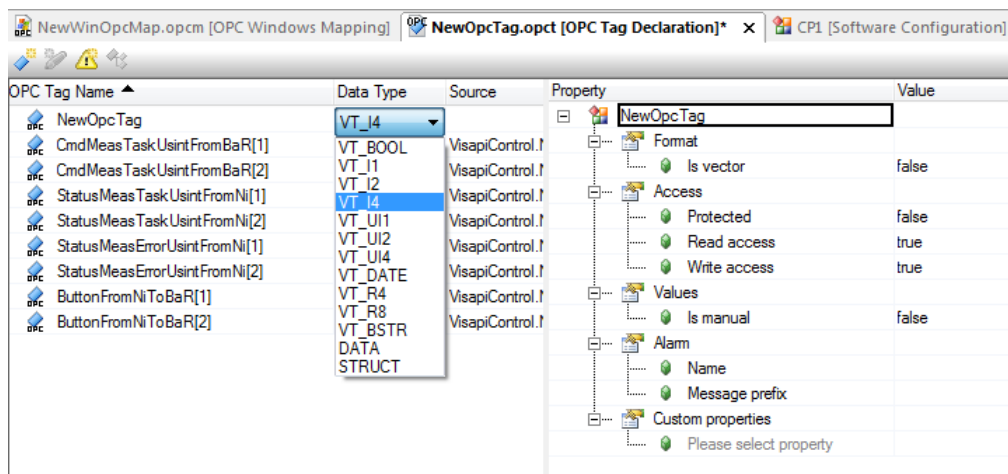 NewWinOpcMap.opcm [OPC Windows Mapping]
NewOpcTag.opct [OPC Tag Declaration]* x
CP1 [Software Configuration]
OPC Tag Name Data Type Source
NewOpcTag VT_I4
CmdMeasTaskUsintFromBaR[1] VisapiControl.
CmdMeasTaskUsintFromBaR[2] VisapiControl.
StatusMeasTaskUsintFromNi[1] VisapiControl.
StatusMeasTaskUsintFromNi[2] VisapiControl.
StatusMeasErrorUsintFromNi[1] VisapiControl.
StatusMeasErrorUsintFromNi[2] VisapiControl.
ButtonFromNiToBaR[1] VisapiControl.
ButtonFromNiToBaR[2] VisapiControl.
VT_BOOL
VT_I1
VT_I2
VT_I4
VT_UI1
VT_UI2
VT_UI4
VT_DATE
VT_R4
VT_R8
VT_BSTR
DATA
STRUCT
Property Value
NewOpcTag
Format
Is vector false
Access
Protected false
Read access true
Write access true
Values
Is manual false
Alarm
Name
Message prefix
Custom properties
Please select property